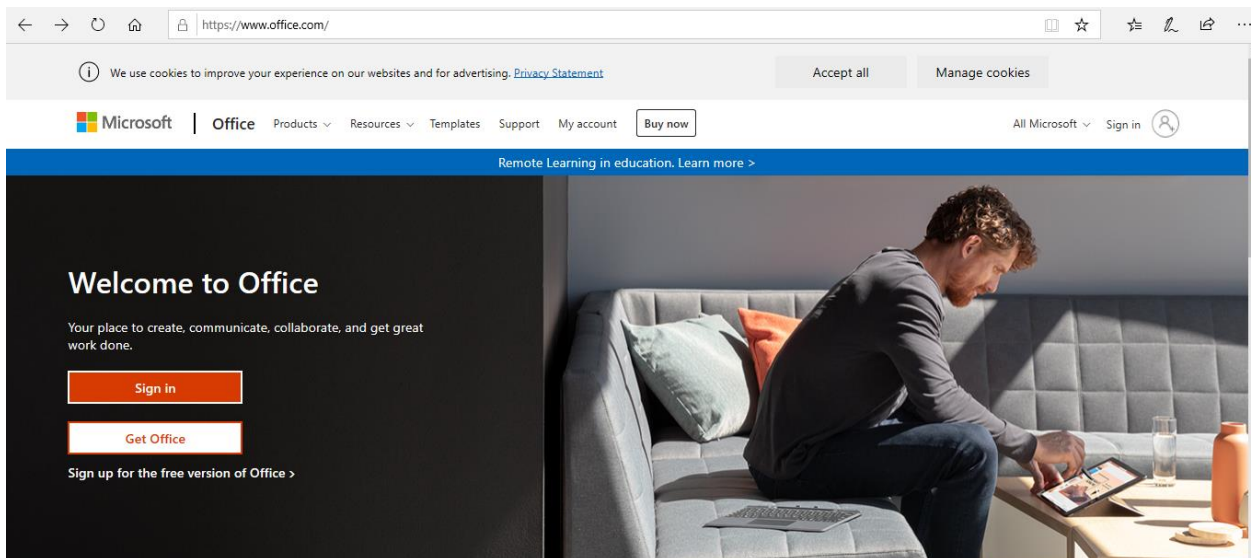 https://www.office.com/
We use cookies to improve your experience on our websites and for advertising. Privacy Statement
Accept all
Manage cookies
Microsoft
Office
Products
Resources
Templates
Support
My account
Buy now
All Microsoft
Sign in
Remote Learning in education. Learn more >
Welcome to Office
Your place to create, communicate, collaborate, and get great
work done.
Sign in
Get Office
Sign up for the free version of Office >